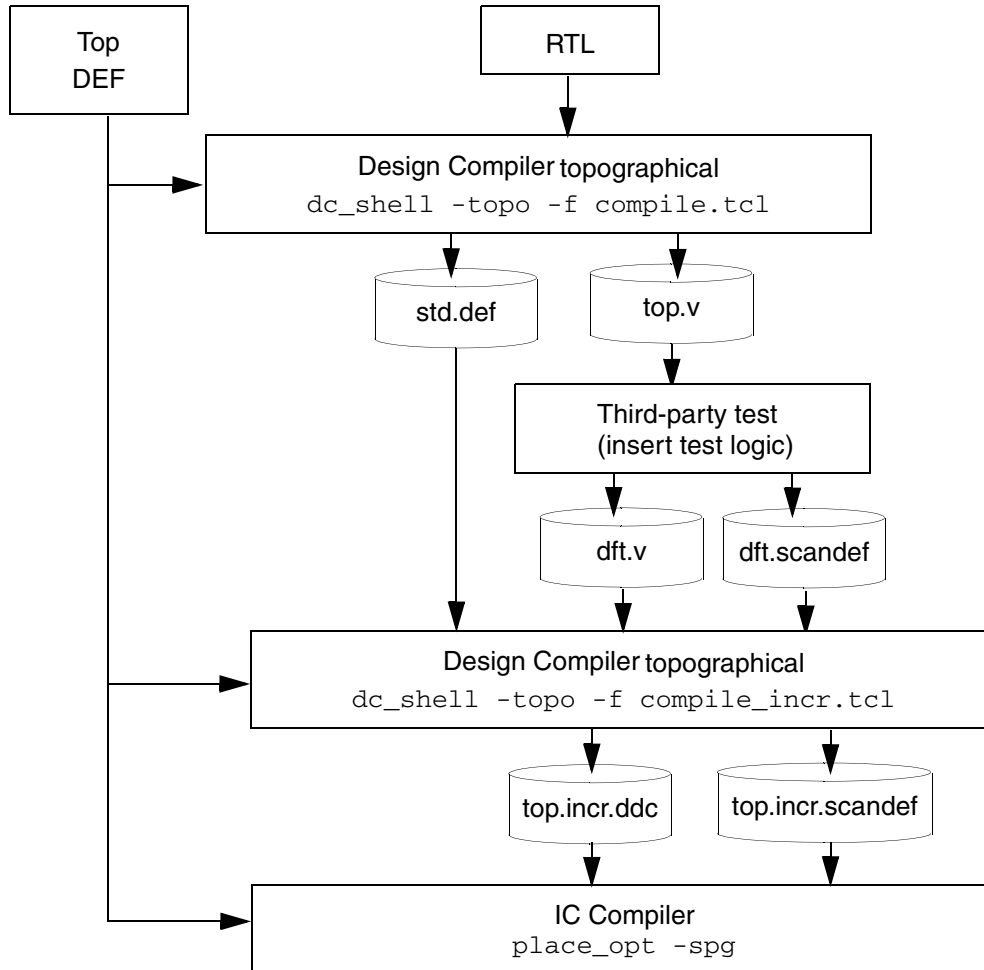 Top
DEF
RTL
Design Compiler topographical
dc_shell -topo -f compile.tcl
std.def
top.v
Third-party test
(insert test logic)
dft.v
dft.scandef
Design Compiler topographical
dc_shell -topo -f compile_incr.tcl
top.incr.ddc
top.incr.scandef
IC Compiler
place_opt -spg